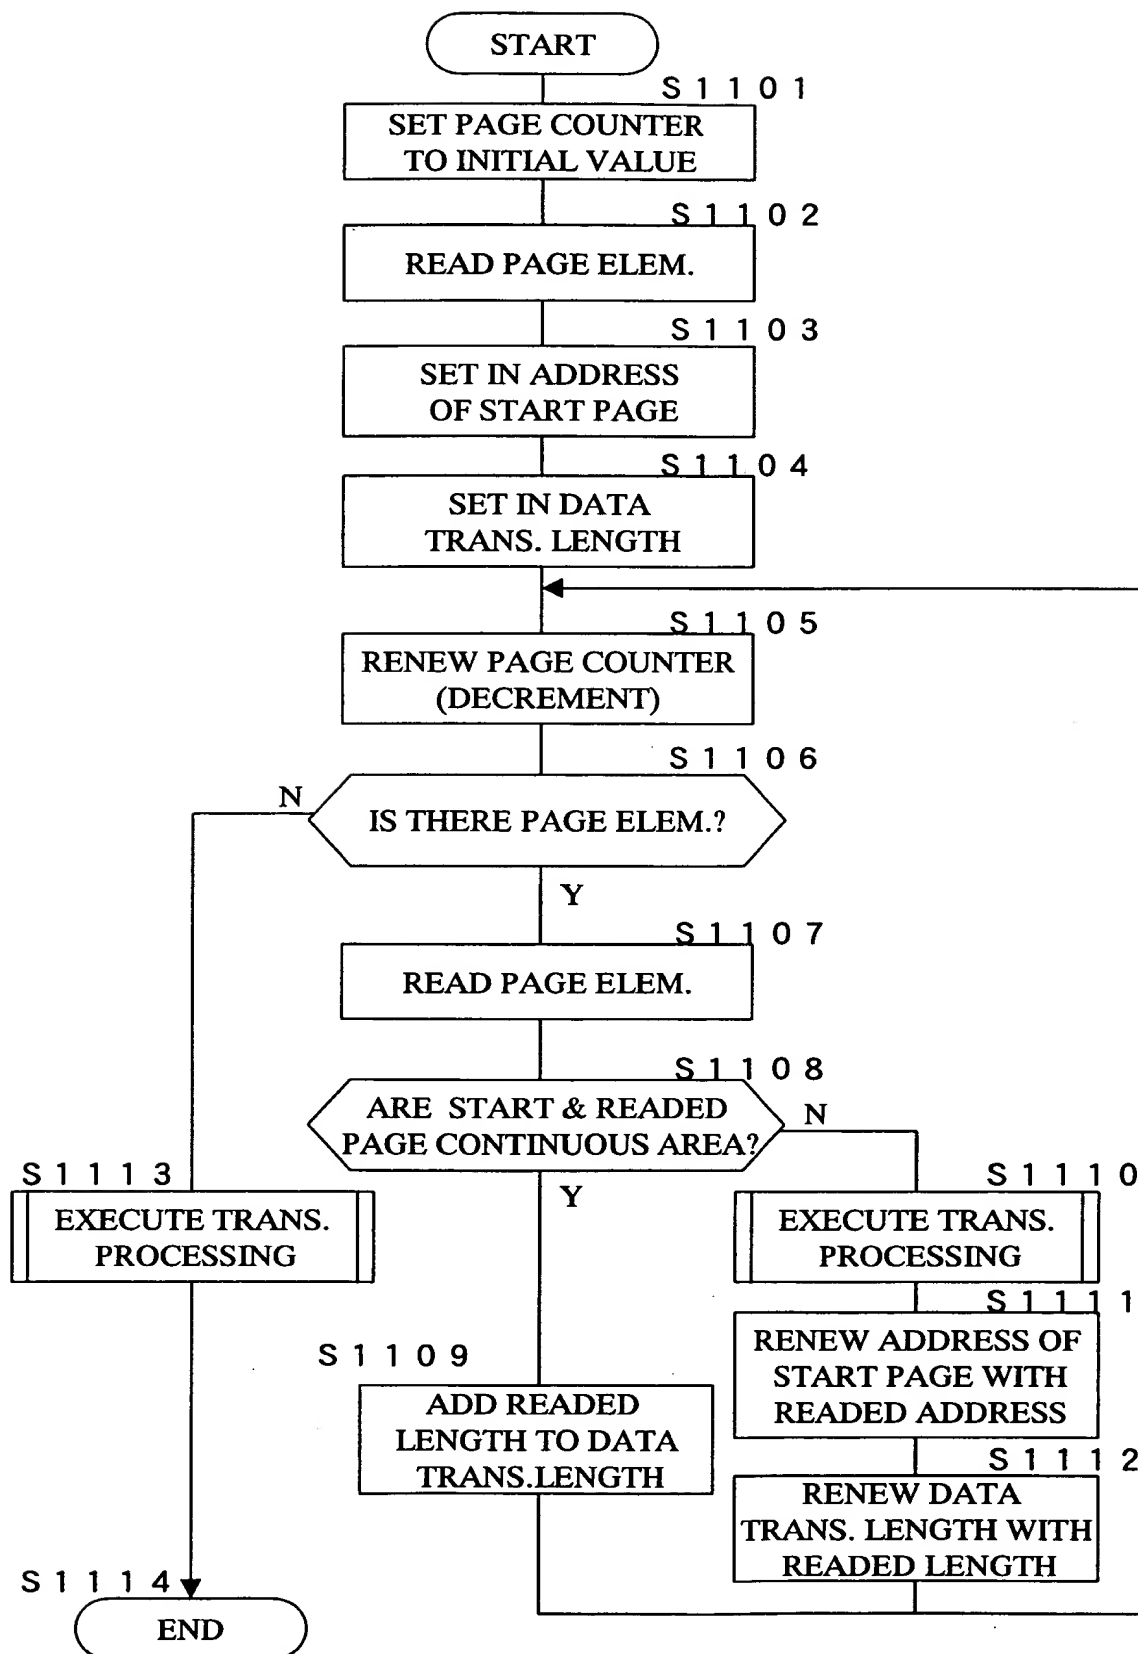 START
S1101
SET PAGE COUNTER
TO INITIAL VALUE
S1102
READ PAGE ELEM.
S1103
SET IN ADDRESS
OF START PAGE
S1104
SET IN DATA
TRANS. LENGTH
S1105
RENEW PAGE COUNTER
(DECREMENT)
S1106
N
IS THERE PAGE ELEM.?
Y
S1107
READ PAGE ELEM.
S1108
ARE START & READED
PAGE CONTINUOUS AREA?
N
Y
S1113
EXECUTE TRANS.
PROCESSING
S1110
EXECUTE TRANS.
PROCESSING
S1111
RENEW ADDRESS OF
START PAGE WITH
READED ADDRESS
S1109
ADD READED
LENGTH TO DATA
TRANS.LENGTH
S1112
RENEW DATA
TRANS. LENGTH WITH
READED LENGTH
S1114
END